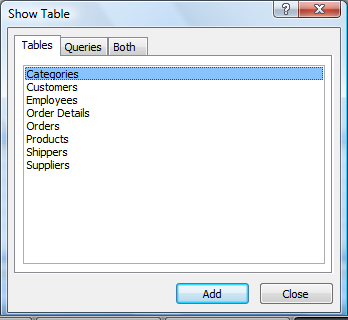 Show Table
?
Tables Queries Both
Categories
Customers
Employees
Order Details
Orders
Products
Shippers
Suppliers
Add Close